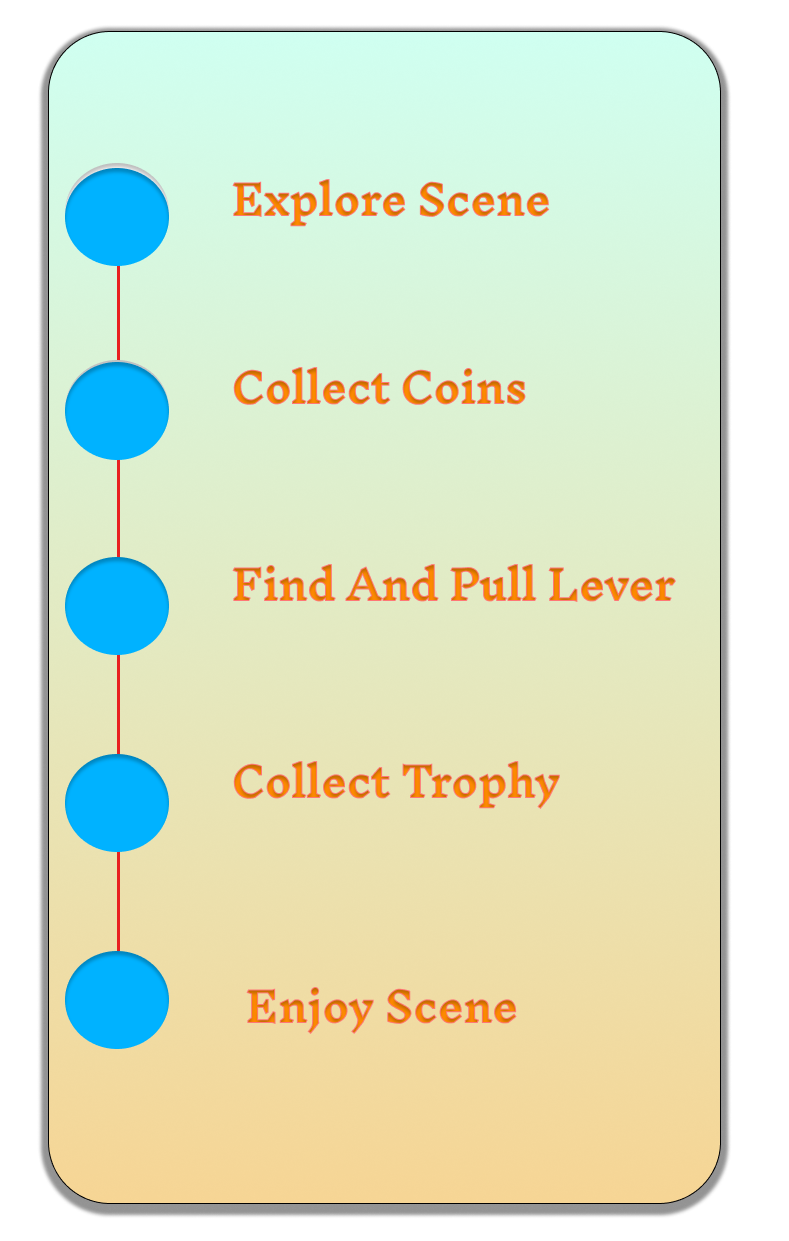 Explore Scene
Collect Coins
Find And Pull Lever
Collect Trophy
Enjoy Scene